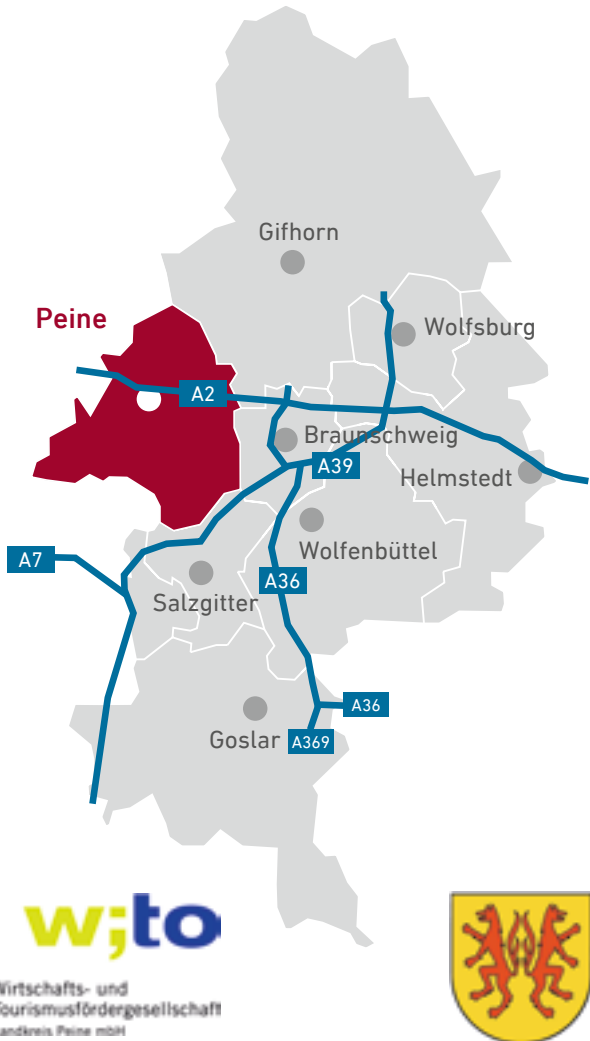 Gifhorn
Peine
Wolfsburg
A2
Braunschweig
A39
Helmstedt
Wolfenbüttel
A7
A36
Salzgitter
A36
Goslar
A369
w;to
Wirtschafts- und
Tourismusfördergesellschaft
Landkreis Peine mbH